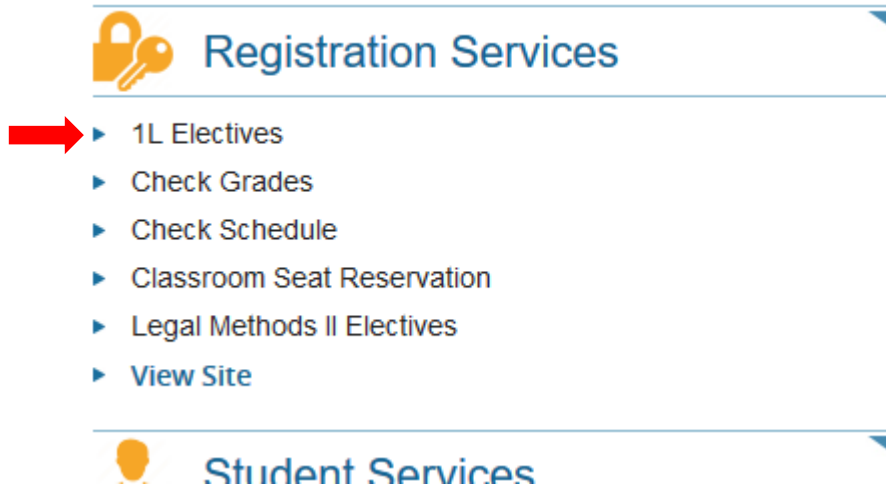 Registration Services
1L Electives
Check Grades
Check Schedule
Classroom Seat Reservation
Legal Methods II Electives
View Site
Student Services